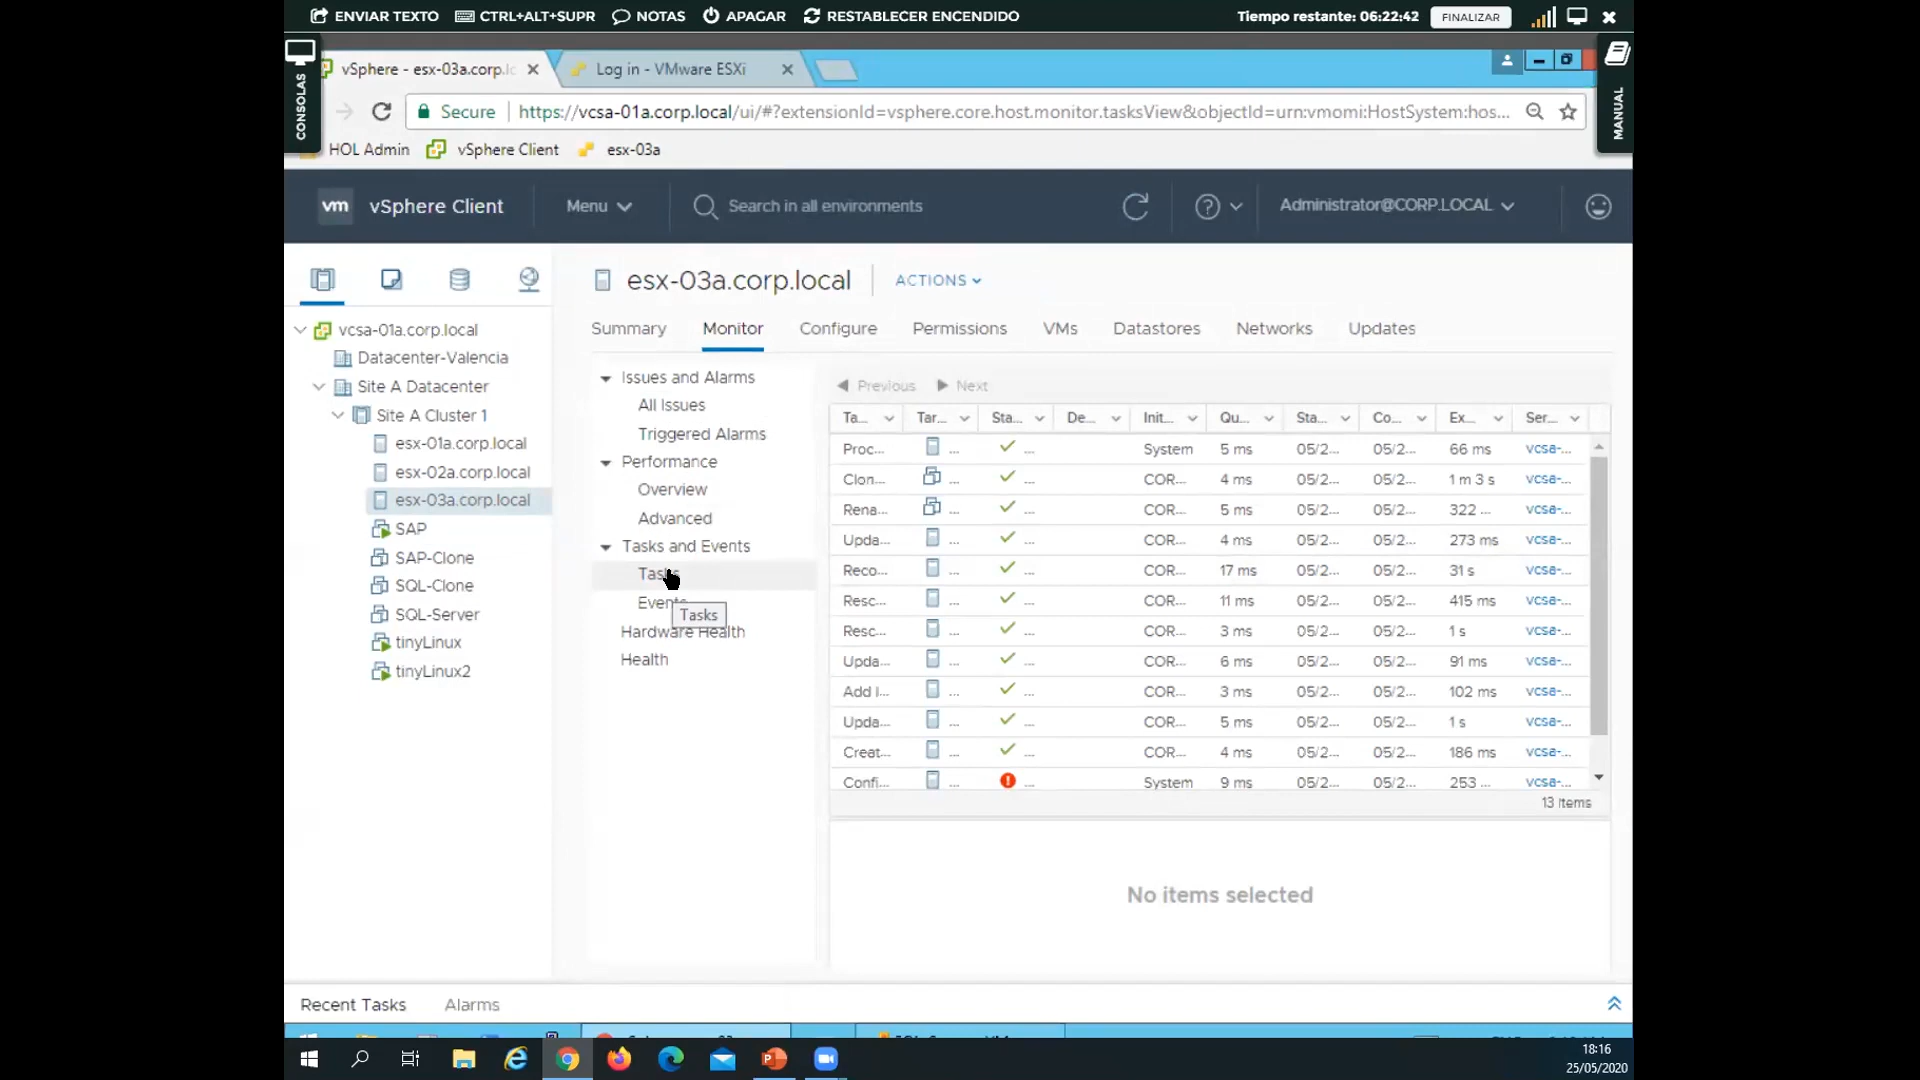 ENVIAR TEXTO CTRL+ALT+SUPR NOTAS APAGAR RESTABLECER ENCENDIDO Tiempo restante: 06:22:42 FINALIZAR
CONSOLAS
MANUAL
vSphere - esx-03a.corp.lo Log in - VMware ESXi
Secure https://vcsa-01a.corp.local/ui/#?extensionId=vsphere.core.host.monitor.tasksView&objectId=urn:vmomi:HostSystem:hos...
HOL Admin vSphere Client esx-03a
vm vSphere Client Menu Search in all environments Administrator@CORP.LOCAL
esx-03a.corp.local ACTIONS
Summary Monitor Configure Permissions VMs Datastores Networks Updates
vcsa-01a.corp.local
Datacenter-Valencia
Site A Datacenter
Site A Cluster 1
esx-01a.corp.local
esx-02a.corp.local
esx-03a.corp.local
SAP
SAP-Clone
SQL-Clone
SQL-Server
tinyLinux
tinyLinux2
Issues and Alarms
All Issues
Triggered Alarms
Performance
Overview
Advanced
Tasks and Events
Tasks
Events
Tasks
Hardware Health
Health
Previous Next
Ta... Tar... Sta... De... Init... Qu... Sta... Co... Ex... Ser...
Proc... ... ... System 5 ms 05/2... 05/2... 66 ms vcsa-...
Clon... ... ... COR... 4 ms 05/2... 05/2... 1 m 3 s vcsa-...
Rena... ... ... COR... 5 ms 05/2... 05/2... 322 ... vcsa-...
Upda... ... ... COR... 4 ms 05/2... 05/2... 273 ms vcsa-...
Reco... ... ... COR... 17 ms 05/2... 05/2... 31 s vcsa-...
Resc... ... ... COR... 11 ms 05/2... 05/2... 415 ms vcsa-...
Resc... ... ... COR... 3 ms 05/2... 05/2... 1 s vcsa-...
Upda... ... ... COR... 6 ms 05/2... 05/2... 91 ms vcsa-...
Add I... ... ... COR... 3 ms 05/2... 05/2... 102 ms vcsa-...
Upda... ... ... COR... 5 ms 05/2... 05/2... 1 s vcsa-...
Creat... ... ... COR... 4 ms 05/2... 05/2... 186 ms vcsa-...
Confi... ... ... System 9 ms 05/2... 05/2... 253 ... vcsa-...
13 items
No items selected
Recent Tasks Alarms
18:16
25/05/2020